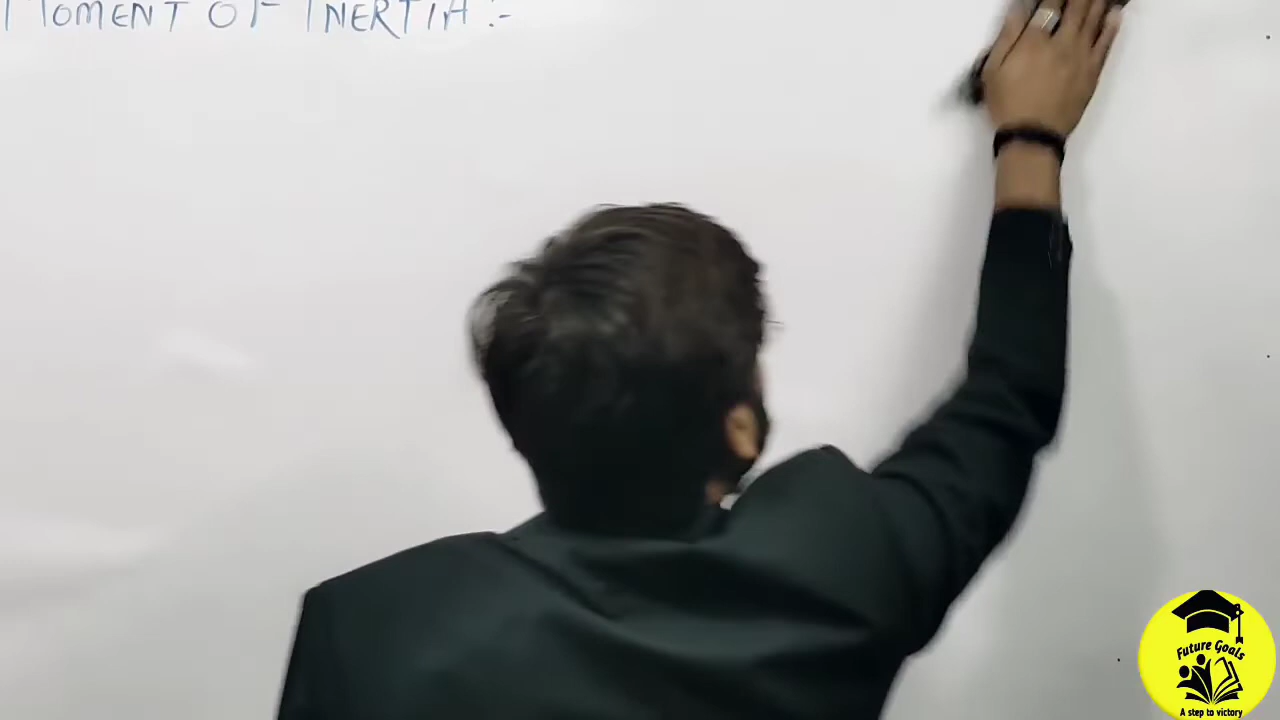 MOMENT OF INERTIA :-
Future Goals
A step to victory